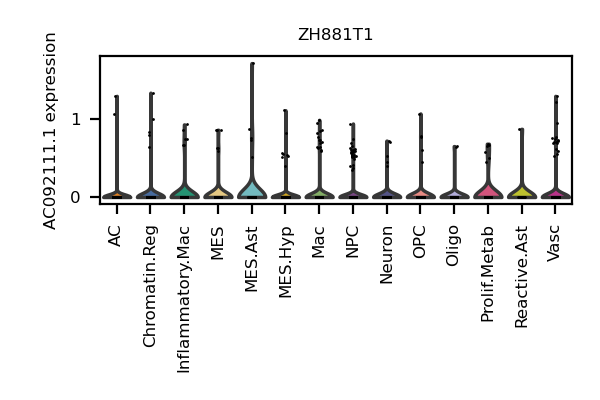 ZH881T1
AC092111.1 expression
1
0
AC
Chromatin.Reg
Inflammatory.Mac
MES
MES.Ast
MES.Hyp
Mac
NPC
Neuron
OPC
Oligo
Prolif.Metab
Reactive.Ast
Vasc